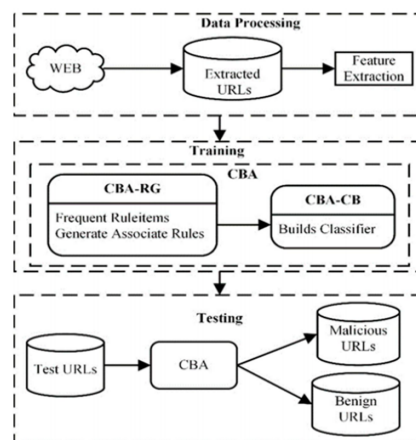 Data Processing
WEB
Extracted
URLs
Feature
Extraction
Training
CBA
CBA-RG
Frequent Ruleitems
Generate Associate Rules
CBA-CB
Builds Classifier
Testing
Test URLs
CBA
Malicious
URLs
Benign
URLs